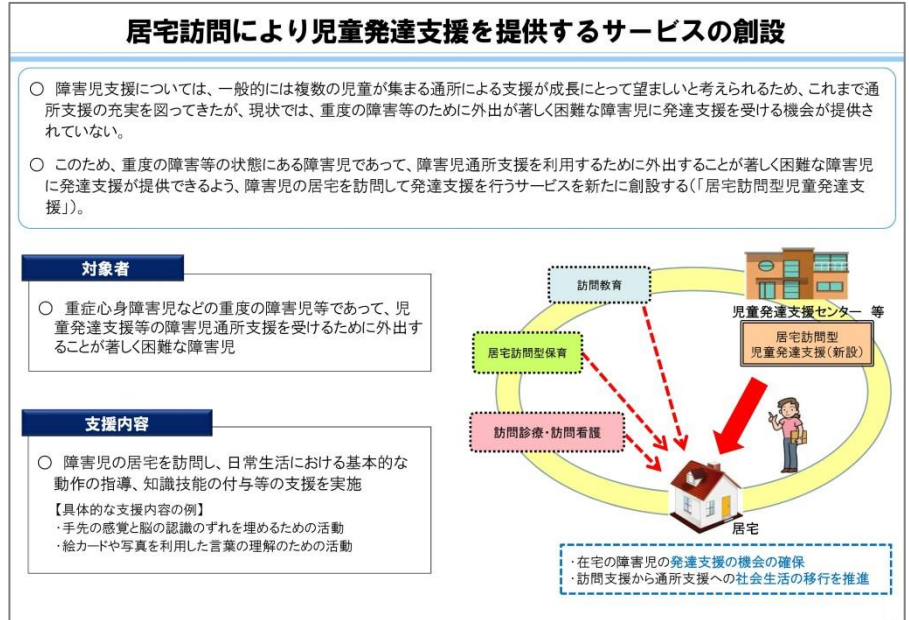 居宅訪問により児童発達支援を提供するサービスの創設
○ 障害児支援については、一般的には複数の児童が集まる通所による支援が成長にとって望ましいと考えられるため、これまで通
所支援の充実を図ってきたが、現状では、重度の障害等のために外出が著しく困難な障害児に発達支援を受ける機会が提供さ
れていない。
○ このため、重度の障害等の状態にある障害児であって、障害児通所支援を利用するために外出することが著しく困難な障害児
に発達支援が提供できるよう、障害児の居宅を訪問して発達支援を行うサービスを新たに創設する(「居宅訪問型児童発達支
援」)。
対象者
○ 重症心身障害児などの重度の障害児等であって、児
童発達支援等の障害児通所支援を受けるために外出す
ることが著しく困難な障害児
支援内容
○ 障害児の居宅を訪問し、日常生活における基本的な
動作の指導、知識技能の付与等の支援を実施
【具体的な支援内容の例】
・手先の感覚と脳の認識のずれを埋めるための活動
・絵カードや写真を利用した言葉の理解のための活動
訪問教育
居宅訪問型保育
訪問診療・訪問看護
児童発達支援センター 等
居宅訪問型
児童発達支援(新設)
居宅
・在宅の障害児の発達支援の機会の確保
・訪問支援から通所支援への社会生活の移行を推進